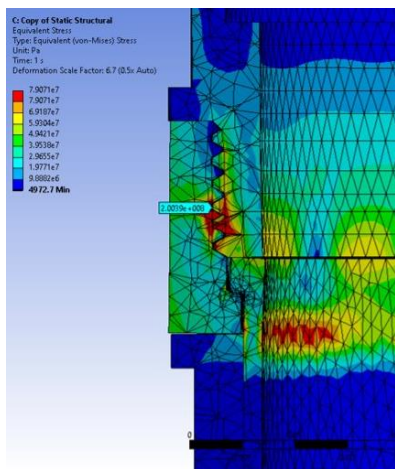 C: Copy of Static Structural
Equivalent Stress
Type: Equivalent (von-Mises) Stress
Unit: Pa
Time: 1 s
Deformation Scale Factor: 6.7 (0.5x Auto)
7.9071e7
7.9071e7
6.9187e7
5.9304e7
4.9421e7
3.9538e7
2.9655e7
1.9771e7
9.8882e6
4972.7 Min
2.0039e+008
0